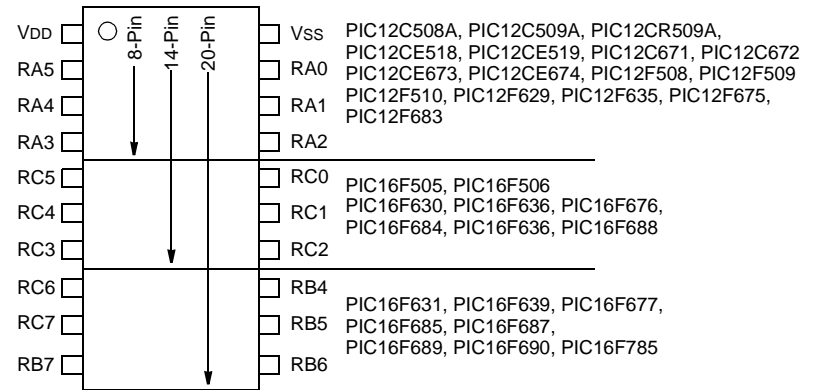 VDD
RA5
RA4
RA3
RC5
RC4
RC3
RC6
RC7
RB7
8-Pin
14-Pin
20-Pin
VSS
RA0
RA1
RA2
RC0
RC1
RC2
RB4
RB5
RB6
PIC12C508A, PIC12C509A, PIC12CR509A,
PIC12CE518, PIC12CE519, PIC12C671, PIC12C672
PIC12CE673, PIC12CE674, PIC12F508, PIC12F509
PIC12F510, PIC12F629, PIC12F635, PIC12F675,
PIC12F683
PIC16F505, PIC16F506
PIC16F630, PIC16F636, PIC16F676,
PIC16F684, PIC16F636, PIC16F688
PIC16F631, PIC16F639, PIC16F677,
PIC16F685, PIC16F687,
PIC16F689, PIC16F690, PIC16F785